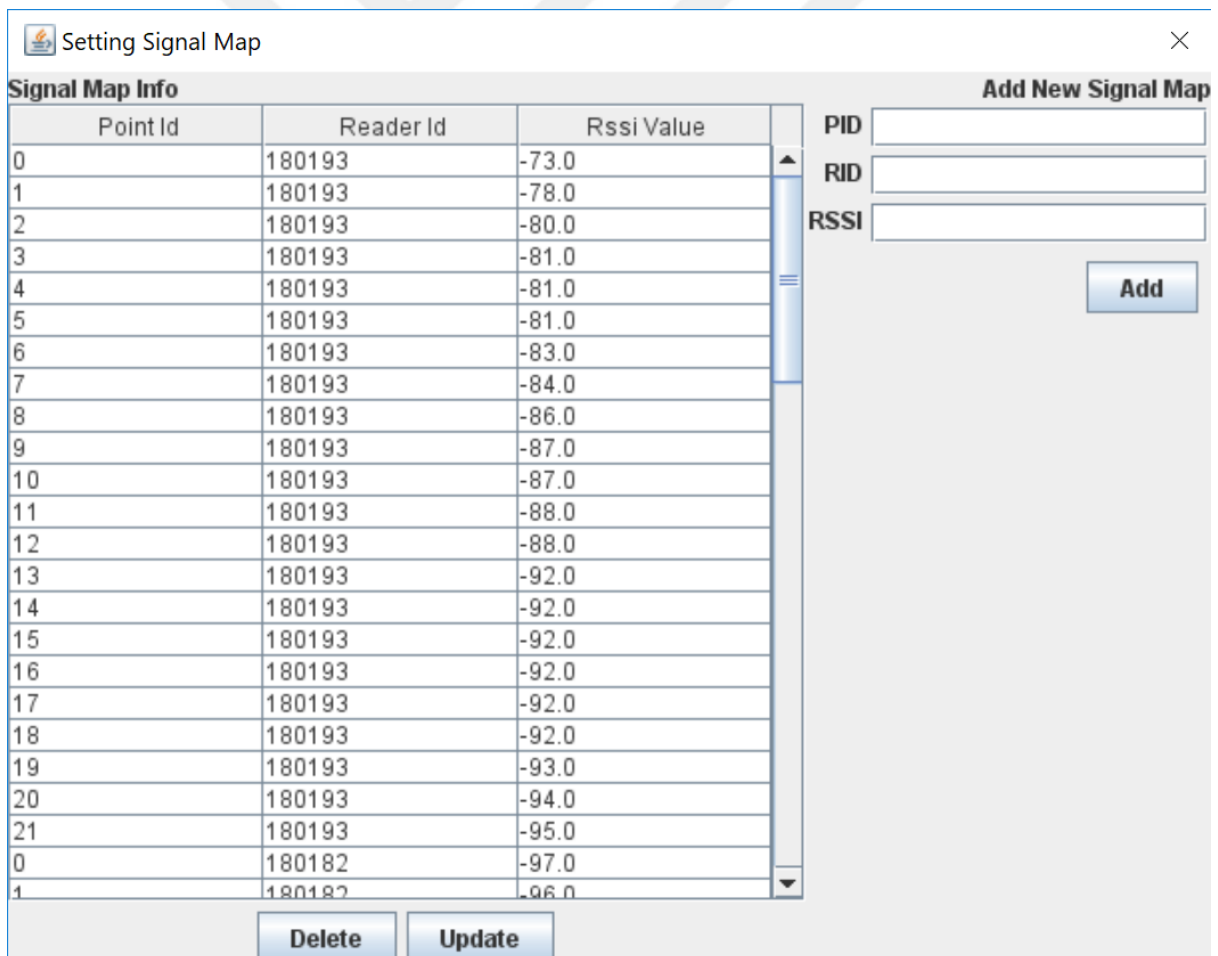 Setting Signal Map
Signal Map Info Add New Signal Map
Point Id Reader Id Rssi Value PID
0 180193 -73.0
RID
1 180193 -78.0
2 180193 -80.0 RSSI
3 180193 -81.0
4 180193 -81.0 Add
5 180193 -81.0
6 180193 -83.0
7 180193 -84.0
8 180193 -86.0
9 180193 -87.0
10 180193 -87.0
11 180193 -88.0
12 180193 -88.0
13 180193 -92.0
14 180193 -92.0
15 180193 -92.0
16 180193 -92.0
17 180193 -92.0
18 180193 -92.0
19 180193 -93.0
20 180193 -94.0
21 180193 -95.0
0 180182 -97.0
1 180182 -96.0
Delete Update